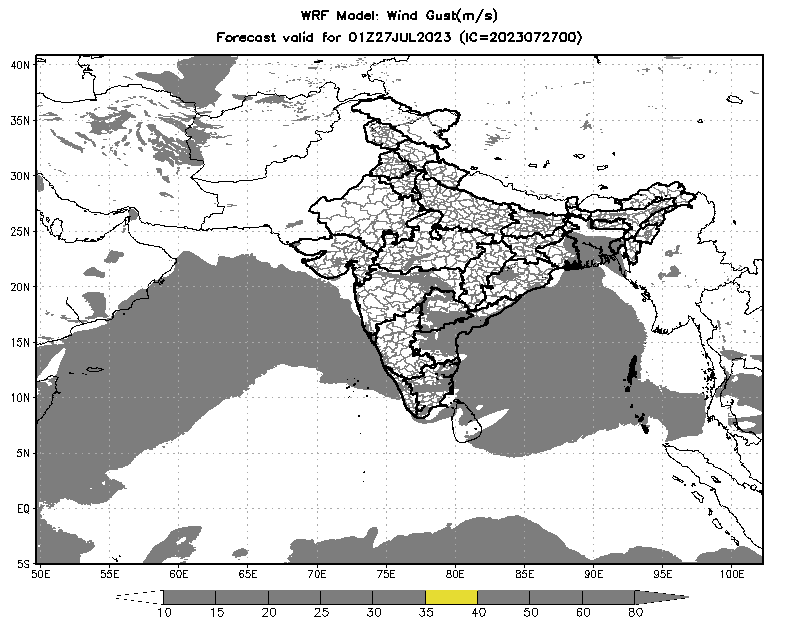 WRF Model: Wind Gust(m/s)
Forecast valid for 01Z27JUL2023 (IC=2023072700)
40N
35N
30N
25N
20N
15N
10N
5N
EQ
5S
50E 55E 60E 65E 70E 75E 80E 85E 90E 95E 100E
10 15 20 25 30 35 40 50 60 80